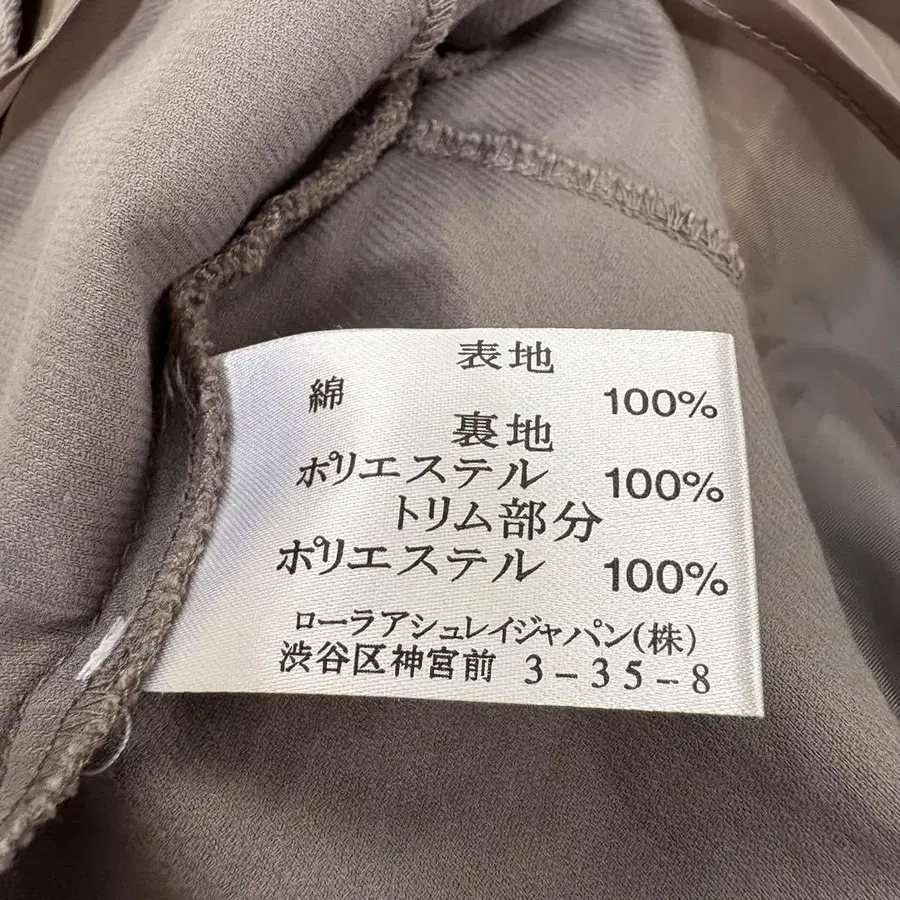 表地
綿 100%
裏地
ポリエステル 100%
トリム部分
ポリエステル 100%
ローラアシュレイジャパン(株)
渋谷区神宮前 3-35-8